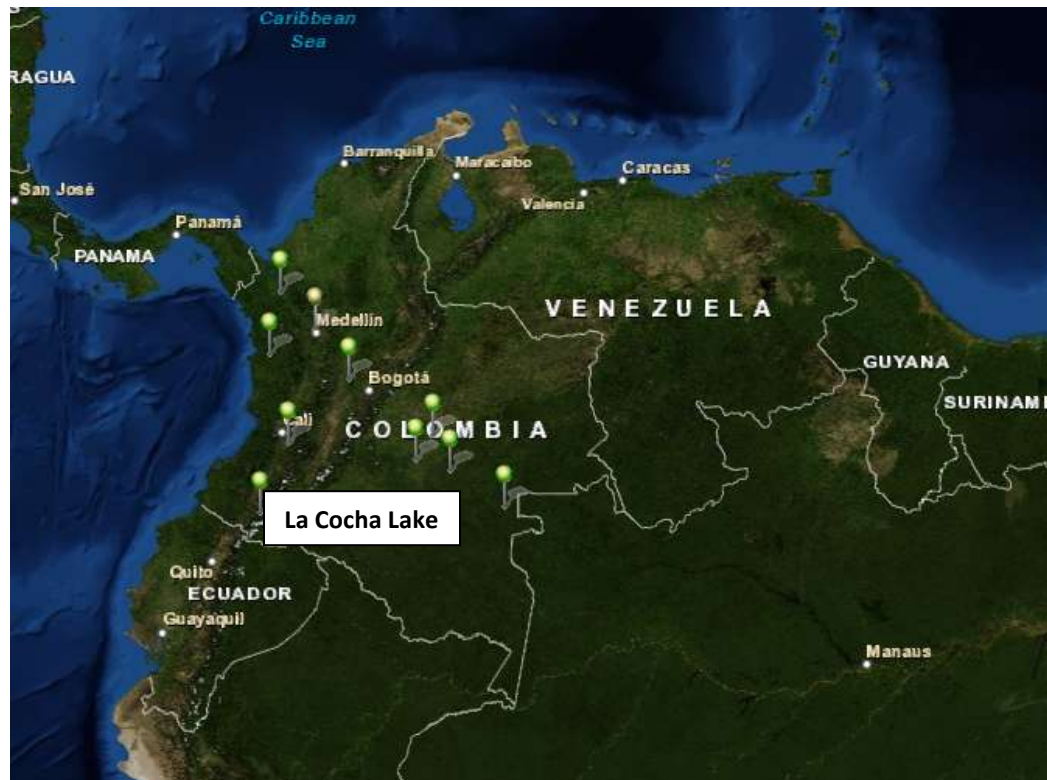 Caribbean
Sea
RAGUA
Barranquilla
Maracaibo
Caracas
San José
Valencia
Panamá
PANAMA
VENEZUELA
Medellín
GUYANA
Bogotá
SURINAM
Cali
COLOMBIA
La Cocha Lake
Quito
ECUADOR
Guayaquil
Manaus